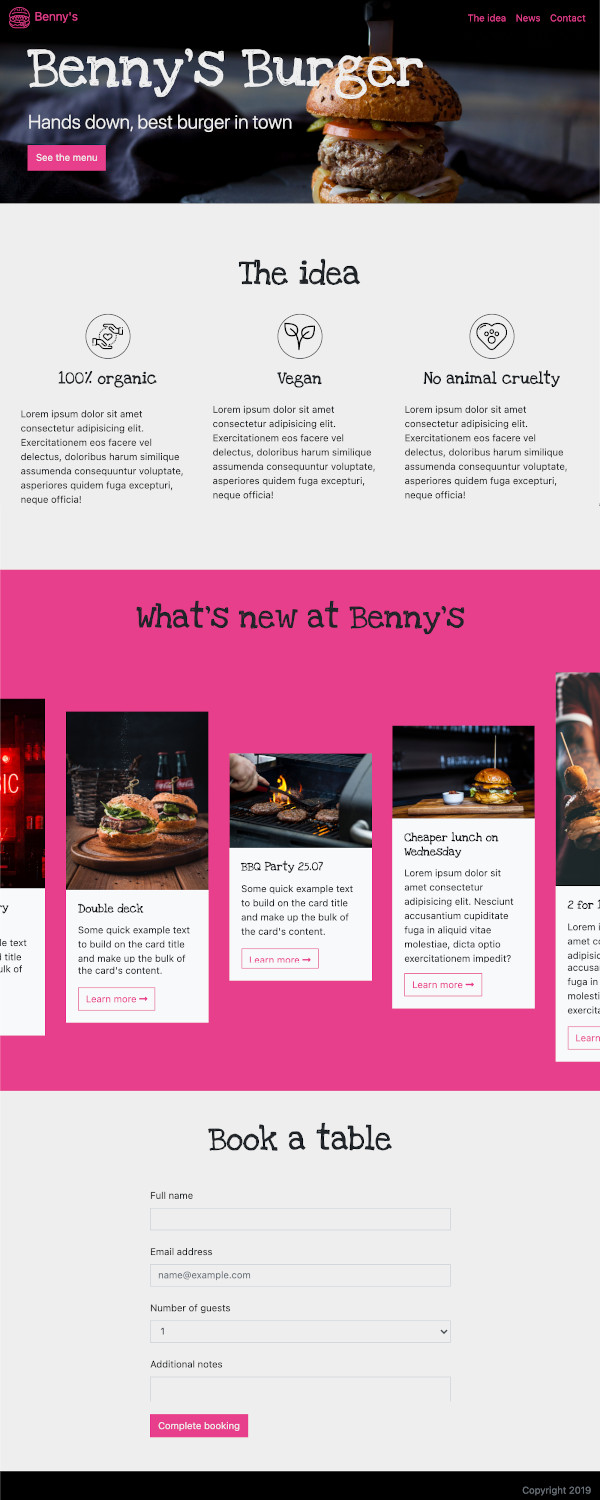 Benny's
The idea News Contact
Benny's Burger
Hands down, best burger in town
See the menu
The idea
100% organic
Lorem ipsum dolor sit amet
consectetur adipisicing elit.
Exercitationem eos facere vel
delectus, doloribus harum similique
assumenda consequuntur voluptate,
asperiores quidem fuga excepturi,
neque officia!
Vegan
Lorem ipsum dolor sit amet
consectetur adipisicing elit.
Exercitationem eos facere vel
delectus, doloribus harum similique
assumenda consequuntur voluptate,
asperiores quidem fuga excepturi,
neque officia!
No animal cruelty
Lorem ipsum dolor sit amet
consectetur adipisicing elit.
Exercitationem eos facere vel
delectus, doloribus harum similique
assumenda consequuntur voluptate,
asperiores quidem fuga excepturi,
neque officia!
What's new at Benny's
IC
ry
le text
d title
ulk of
Double deck
Some quick example text
to build on the card title
and make up the bulk of
the card's content.
Learn more →
BBQ Party 25.07
Some quick example text
to build on the card title
and make up the bulk of
the card's content.
Learn more →
Cheaper lunch on
Wednesday
Lorem ipsum dolor sit
amet consectetur
adipisicing elit. Nesciunt
accusantium cupiditate
fuga in aliquid vitae
molestiae, dicta optio
exercitationem impedit?
Learn more →
2 for 1
Lorem i
amet co
adipisic
accusa
fuga in
molesti
exercita
Learn
Book a table
Full name
Email address
name@example.com
Number of guests
1
Additional notes
Complete booking
Copyright 2019